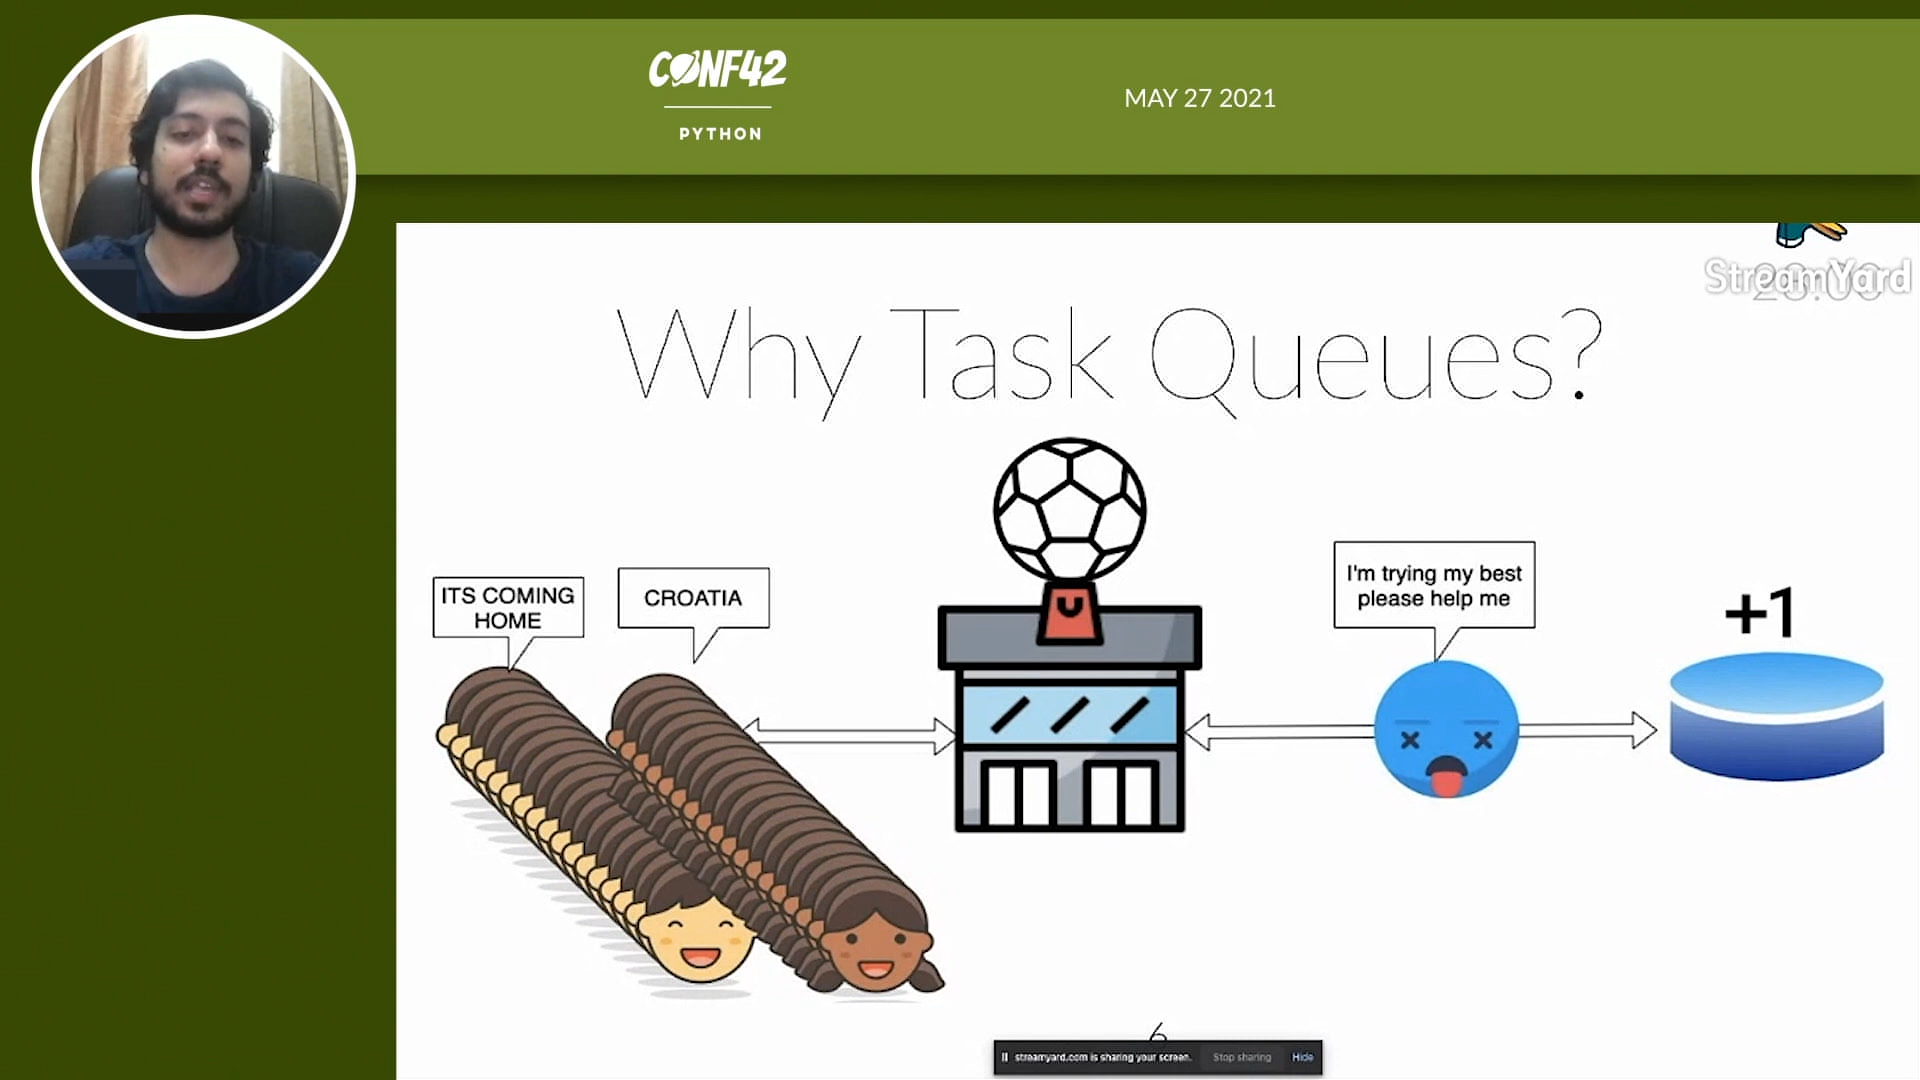 CONF42
PYTHON
MAY 27 2021
StreamYard
Why Task Queues?
ITS COMING
HOME
CROATIA
I'm trying my best
please help me
+1
6
streamyard.com is sharing your screen.
Stop sharing
Hide